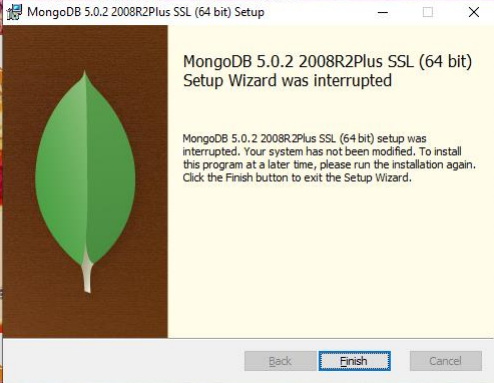 MongoDB 5.0.2 2008R2Plus SSL (64 bit) Setup
MongoDB 5.0.2 2008R2Plus SSL (64 bit)
Setup Wizard was interrupted
MongoDB 5.0.2 2008R2Plus SSL (64 bit) setup was
interrupted. Your system has not been modified. To install
this program at a later time, please run the installation again.
Click the Finish button to exit the Setup Wizard.
Back Finish Cancel